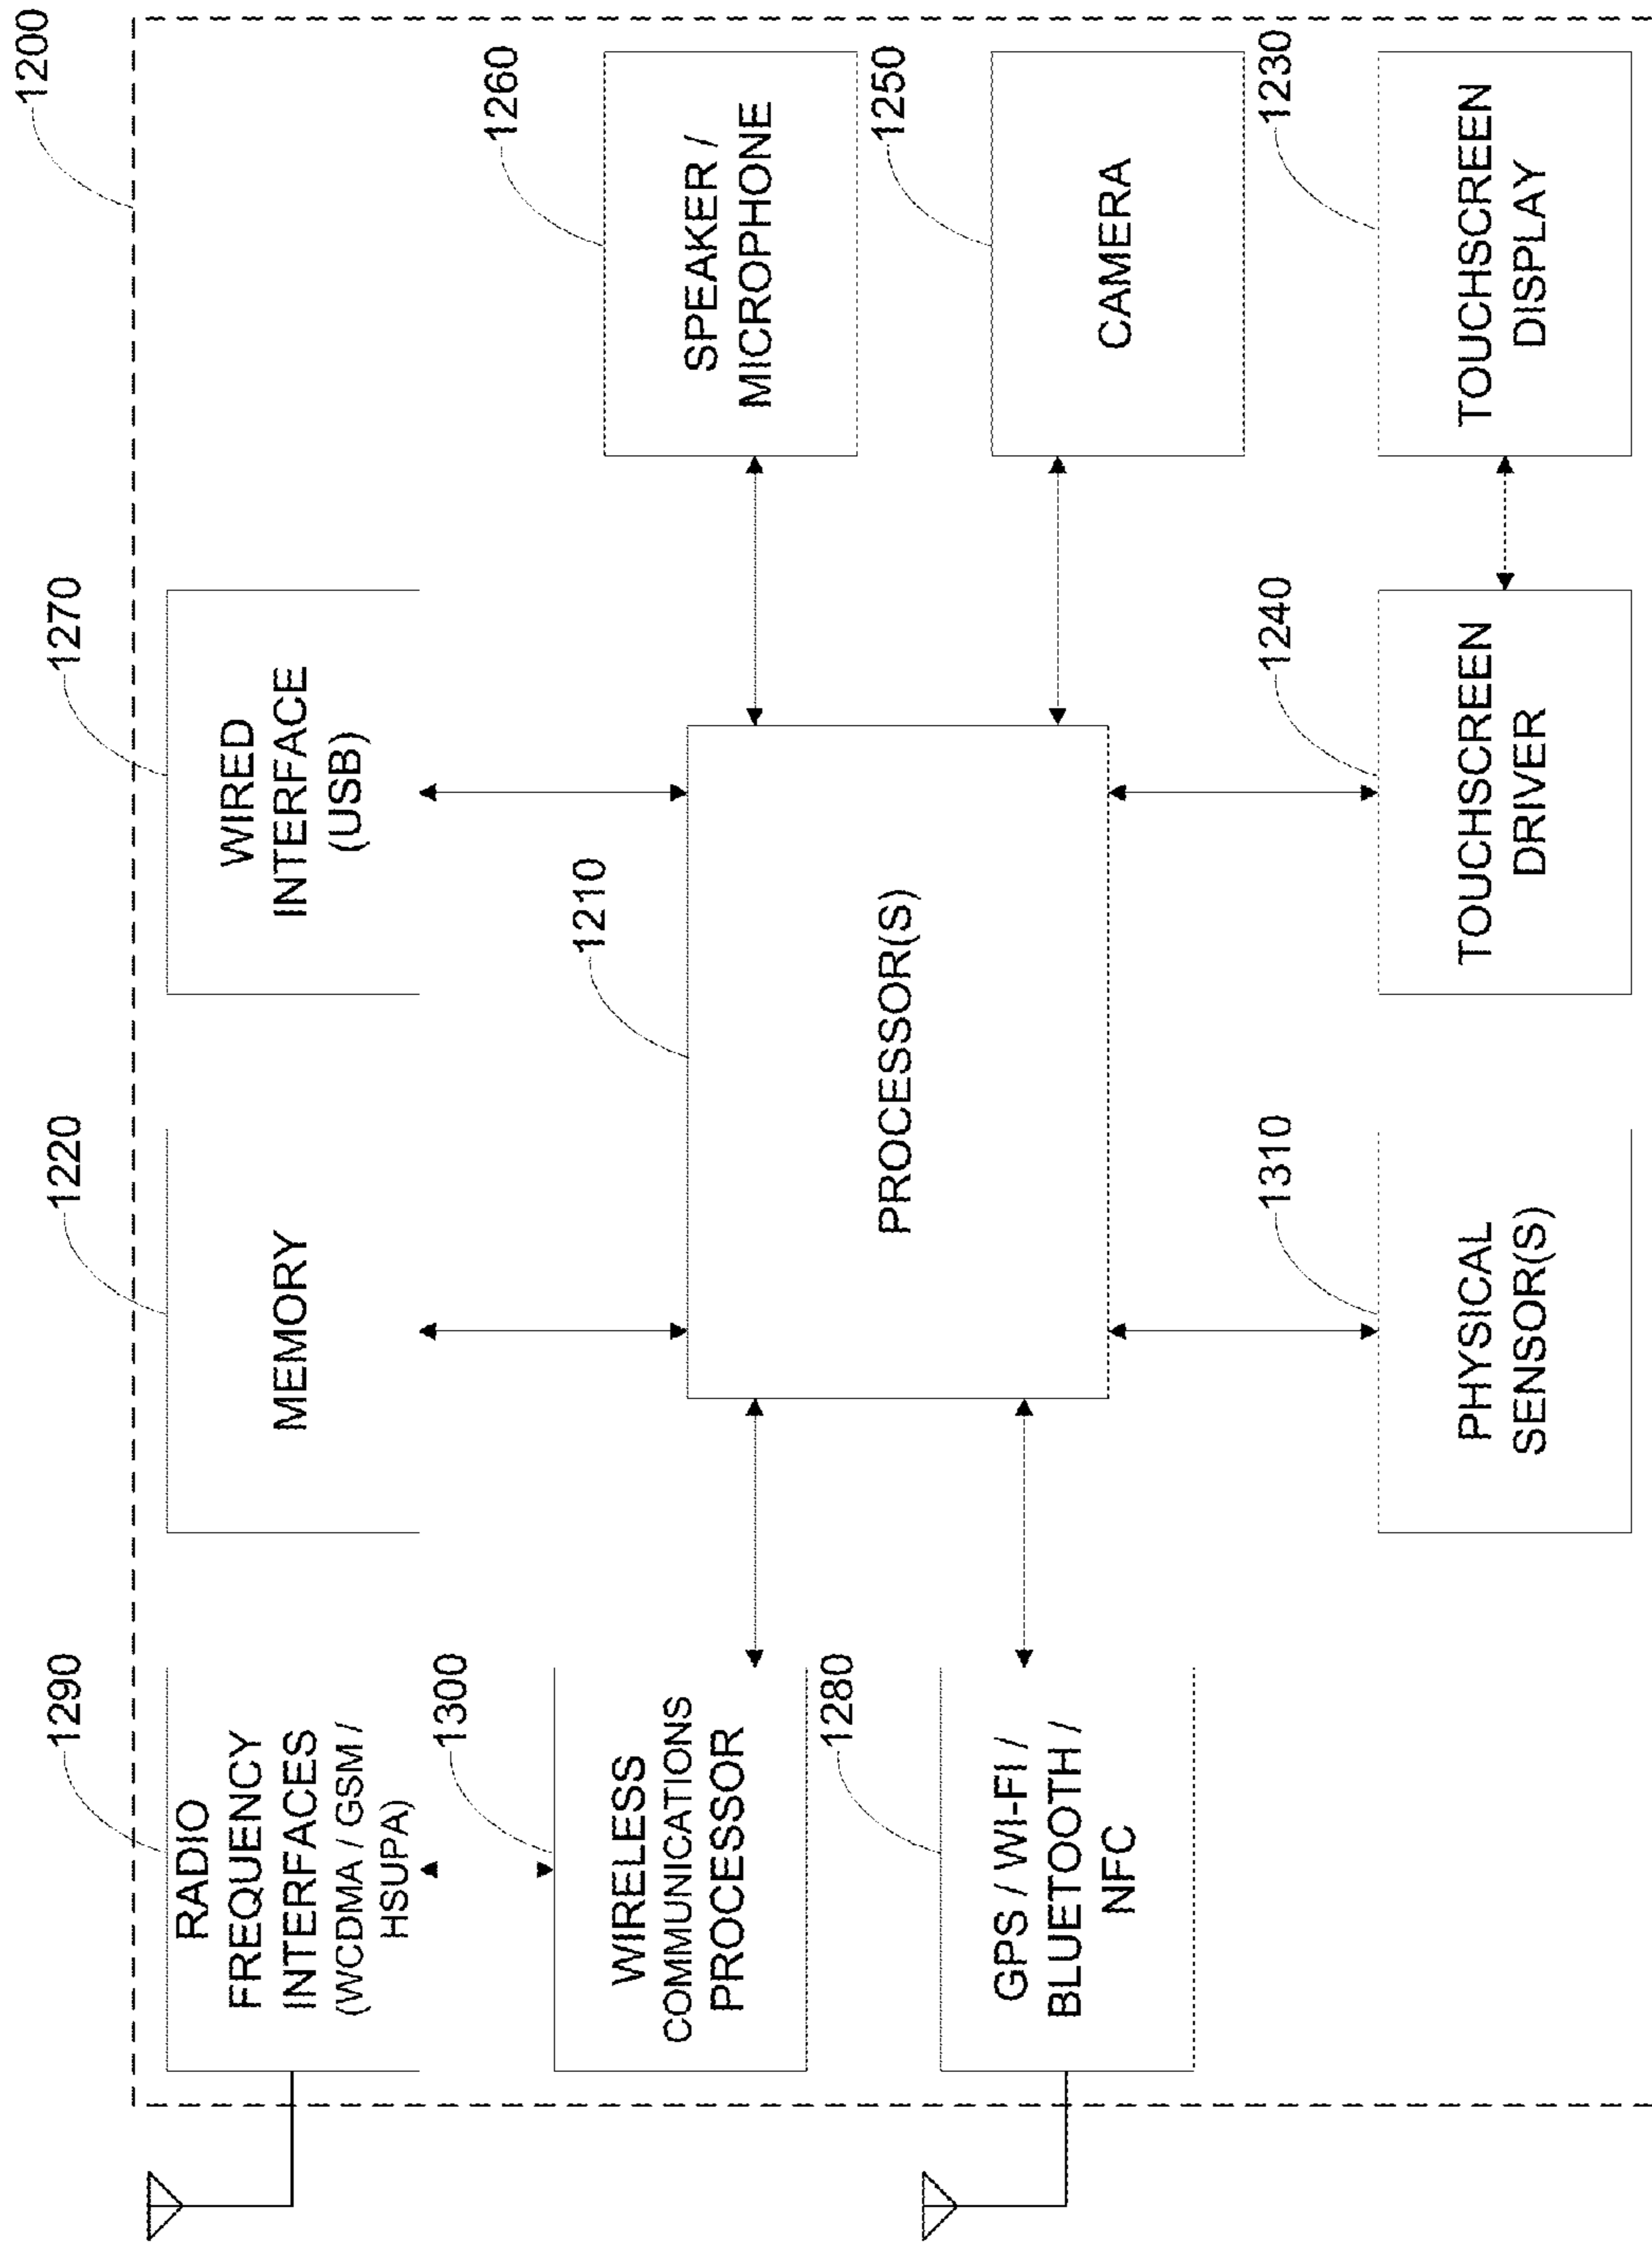 1200
1290
RADIO
FREQUENCY
INTERFACES
(WCDMA / GSM /
HSUPA)
1220
MEMORY
1270
WIRED
INTERFACE
(USB)
1300
WIRELESS
COMMUNICATIONS
PROCESSOR
1210
PROCESSOR(S)
1260
SPEAKER /
MICROPHONE
1280
GPS / WI-FI /
BLUETOOTH /
NFC
1250
CAMERA
1310
PHYSICAL
SENSOR(S)
1240
TOUCHSCREEN
DRIVER
1230
TOUCHSCREEN
DISPLAY